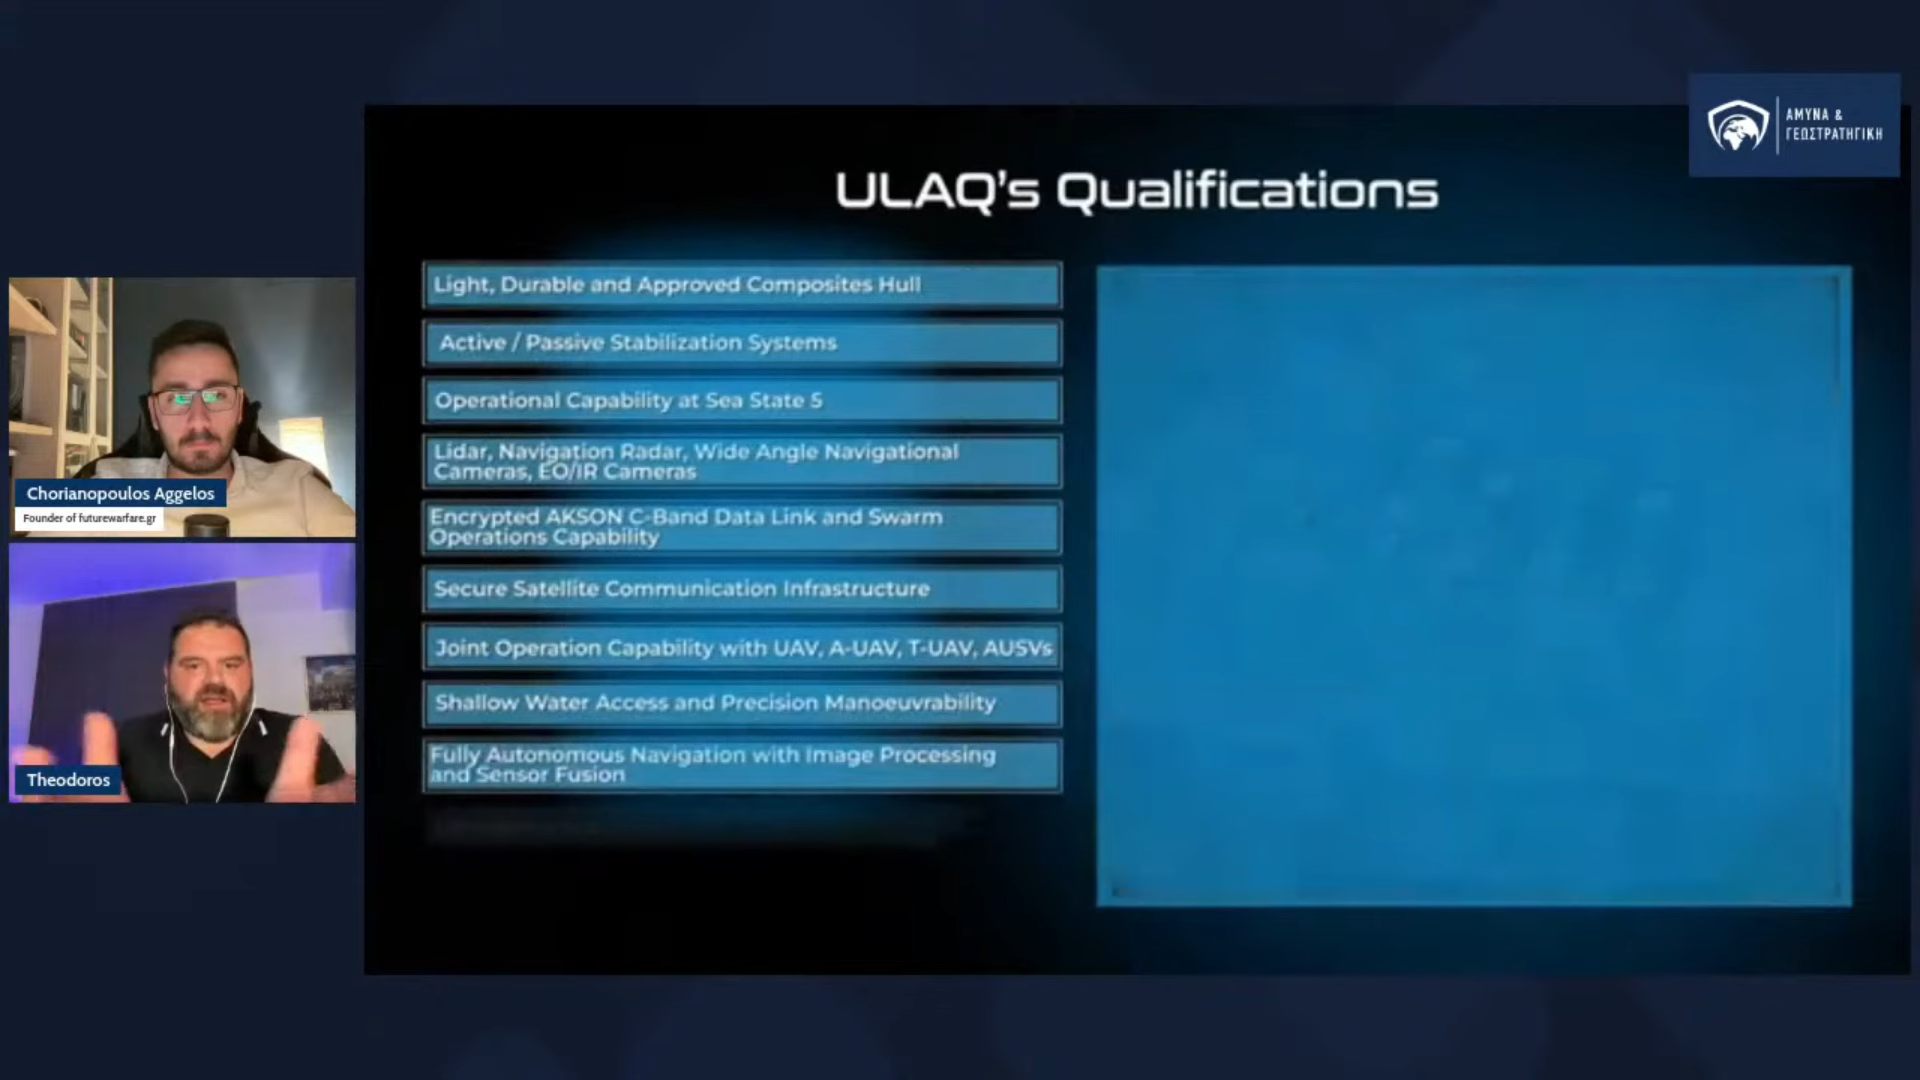 ΑΜΥΝΑ &
ΓΕΩΣΤΡΑΤΗΓΙΚΗ
ULAQ's Qualifications
Light, Durable and Approved Composites Hull
Active / Passive Stabilization Systems
Operational Capability at Sea State 5
Lidar, Navigation Radar, Wide Angle Navigational
Cameras, EO/IR Cameras
Encrypted AKSON C-Band Data Link and Swarm
Operations Capability
Secure Satellite Communication Infrastructure
Joint Operation Capability with UAV, A-UAV, T-UAV, AUSVs
Shallow Water Access and Precision Manoeuvrability
Fully Autonomous Navigation with Image Processing
and Sensor Fusion
Chorianopoulos Aggelos
Founder of futurewarfare.gr
Theodoros